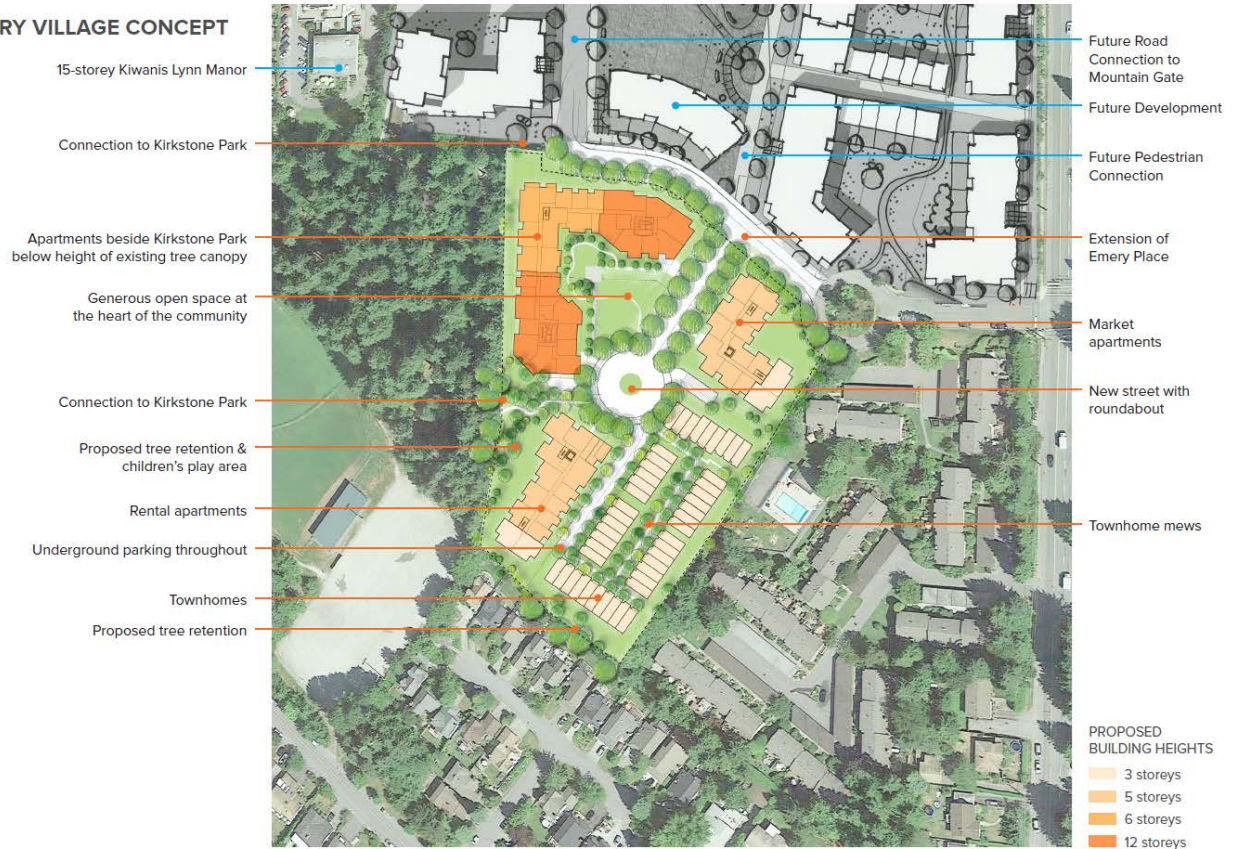 RY VILLAGE CONCEPT
15-storey Kiwanis Lynn Manor
Connection to Kirkstone Park
Apartments beside Kirkstone Park
below height of existing tree canopy
Generous open space at
the heart of the community
Connection to Kirkstone Park
Proposed tree retention &
children's play area
Rental apartments
Underground parking throughout
Townhomes
Proposed tree retention
Future Road
Connection to
Mountain Gate
Future Development
Future Pedestrian
Connection
Extension of
Emery Place
Market
apartments
New street with
roundabout
Townhome mews
PROPOSED
BUILDING HEIGHTS
3 storeys
5 storeys
6 storeys
12 storeys